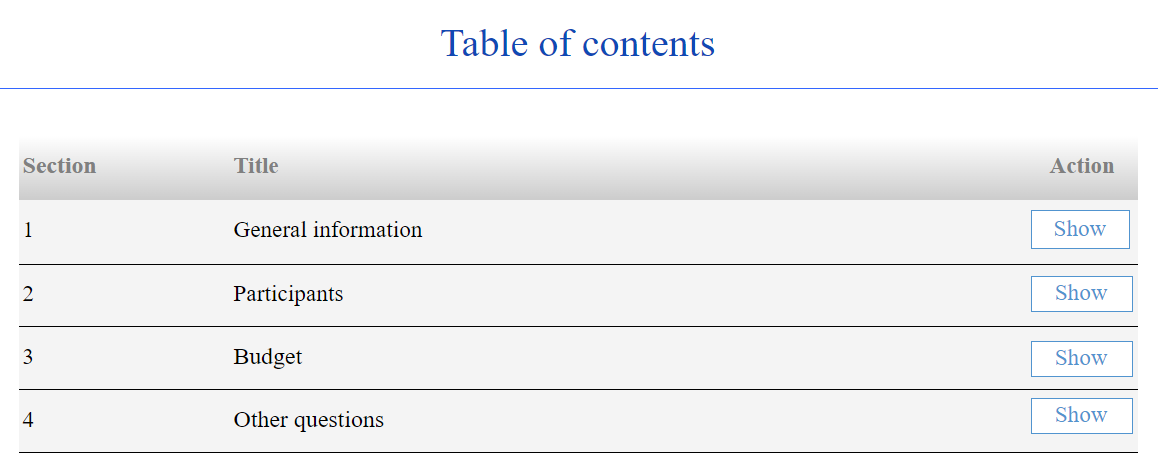 Table of contents
Section Title Action
1 General information Show
2 Participants Show
3 Budget Show
4 Other questions Show